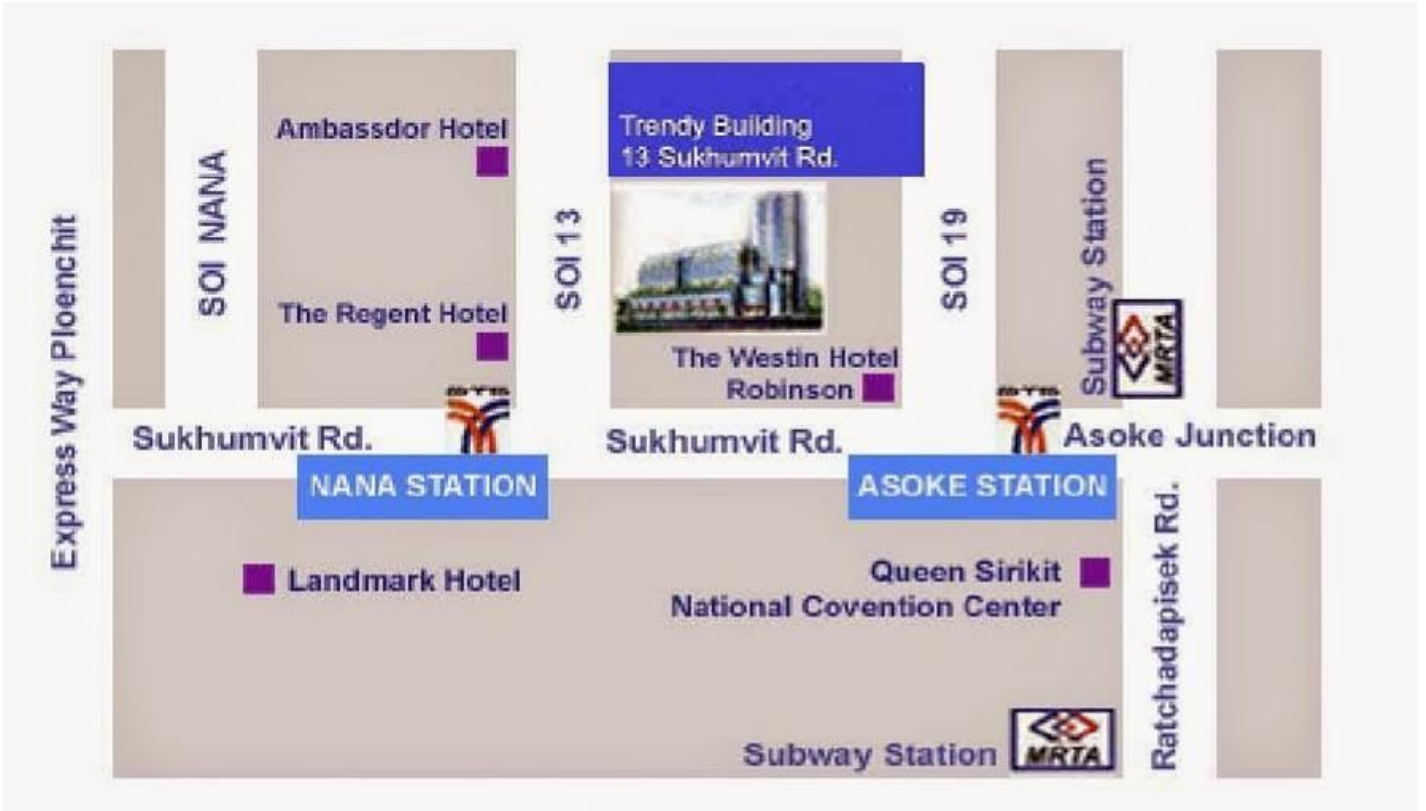 Ambassdor Hotel
Trendy Building
13 Sukhumvit Rd.
SOI NANA
SOI 13
SOI 19
Subway Station
MRTA
Express Way Ploenchit
The Regent Hotel
The Westin Hotel
Robinson
Sukhumvit Rd.
Sukhumvit Rd.
Asoke Junction
NANA STATION
ASOKE STATION
Landmark Hotel
Queen Sirikit
National Covention Center
Ratchadapisek Rd.
Subway Station
MRTA